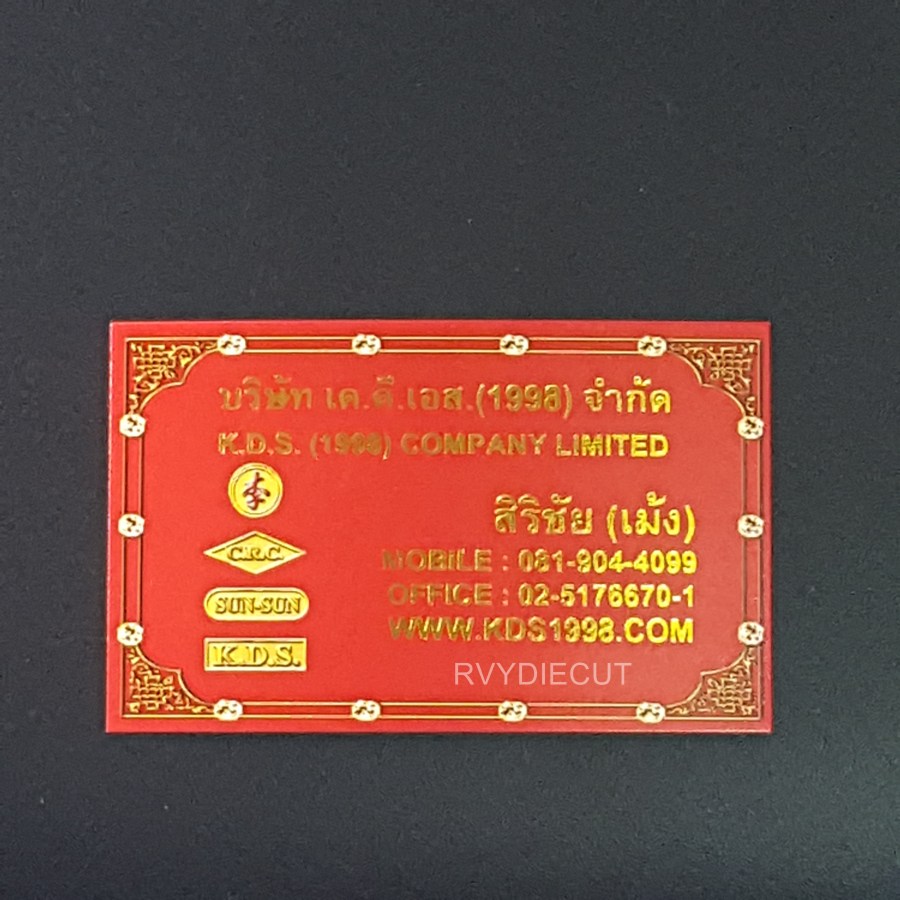 บริษัท เค.ดี.เอส.(1998) จำกัด
K.D.S. (1998) COMPANY LIMITED
李
C.R.C.
SUN-SUN
K.D.S.
สิริชัย (เม้ง)
MOBILE : 081-904-4099
OFFICE : 02-5176670-1
WWW.KDS1998.COM
RVYDIECUT